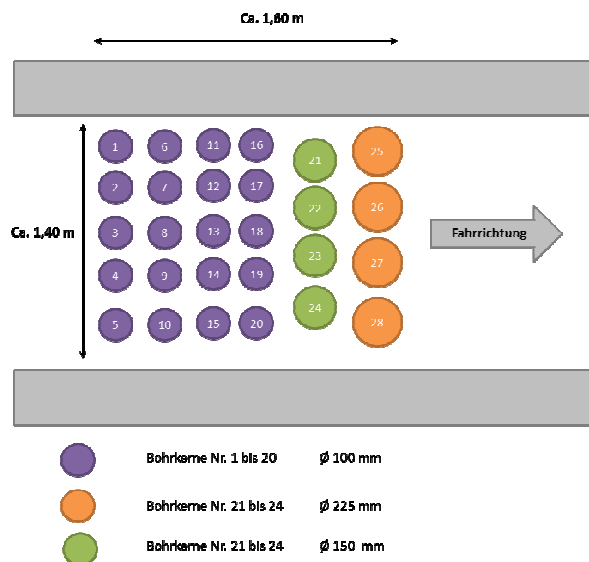 Ca. 1,60 m
1 6 11 16 21 25
2 7 12 17 22 26
Ca. 1,40 m 3 8 13 18 23 27 Fahrrichtung
4 9 14 19 24 28
5 10 15 20
Bohrkerne Nr. 1 bis 20 Ø 100 mm
Bohrkerne Nr. 21 bis 24 Ø 225 mm
Bohrkerne Nr. 21 bis 24 Ø 150 mm